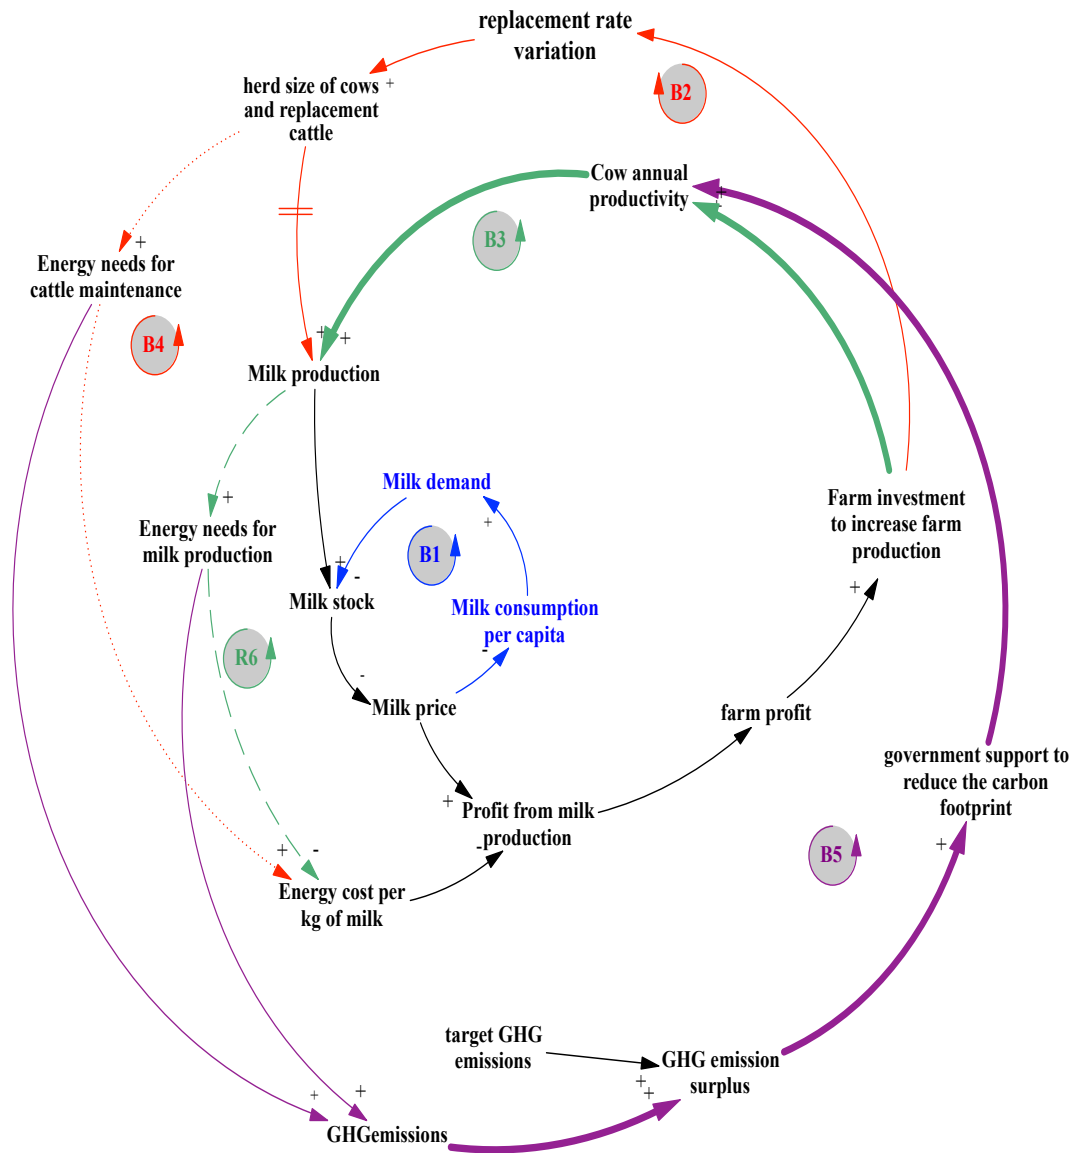 replacement rate
variation
herd size of cows +
and replacement
cattle
B2
Cow annual
productivity
+
B3
+
Energy needs for
cattle maintenance
B4
+ +
Milk production
Milk demand
+
+
Energy needs for
milk production
B1
Farm investment
to increase farm
production
+
-
Milk stock
Milk consumption
per capita
-
R6
-
Milk price
+
farm profit
government support to
reduce the carbon
footprint
+
Profit from milk
production
-
+
B5
+ -
Energy cost per
kg of milk
target GHG
emissions
GHG emission
surplus
+
+
+
+
GHGemissions